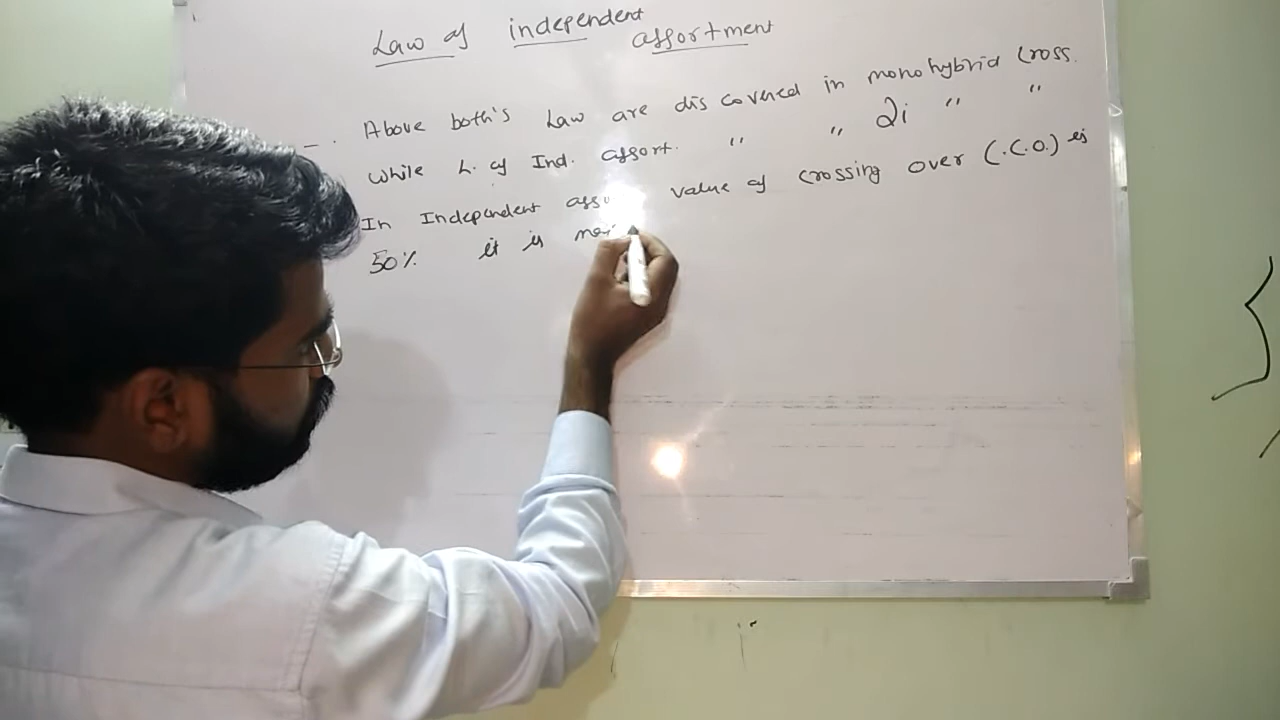 Law of independent assortment
Above both's Law are discovered in monohybrid Cross.
While L. of Ind. assort. " " 2i " "
In Independent value of crossing over (.C.O.) is
50% it is